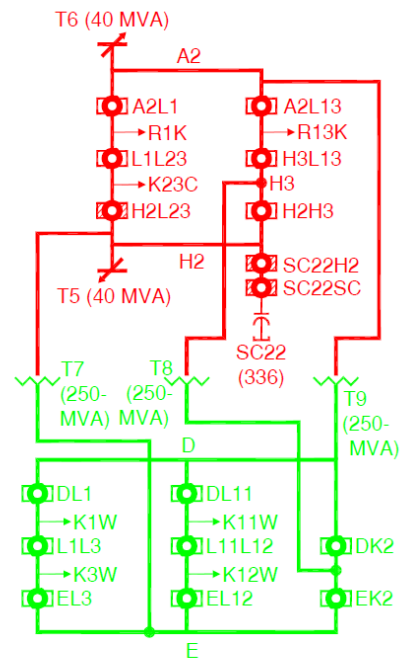 T6 (40 MVA)
A2
A2L1
A2L13
R1K
R13K
L1L23
H3L13
K23C
H3
H2L23
H2H3
H2
SC22H2
T5 (40 MVA)
SC22SC
SC22
(336)
T7
(250-
MVA)
T8
(250-
MVA)
T9
(250-
MVA)
D
DL1
DL11
K1W
K11W
L1L3
L11L12
DK2
K3W
K12W
EL3
EL12
EK2
E